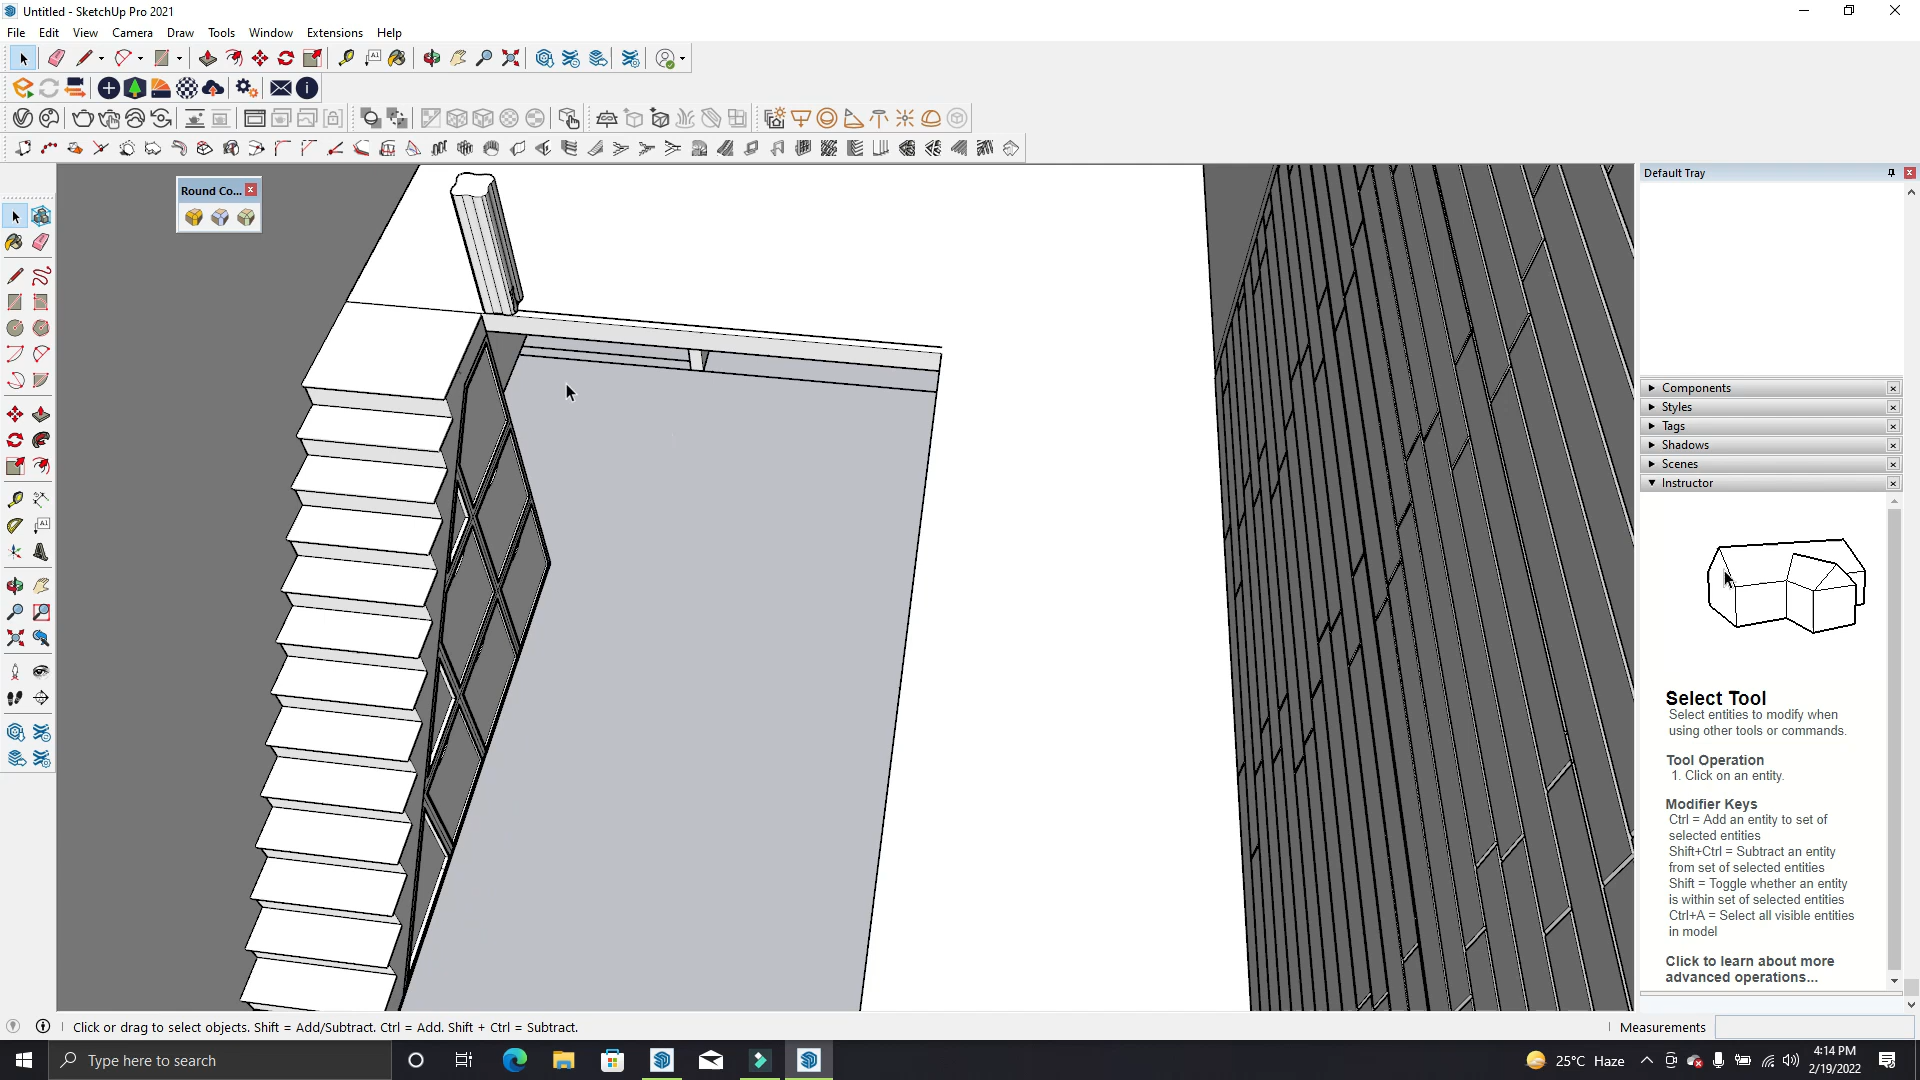 Untitled - SketchUp Pro 2021
File Edit View Camera Draw Tools Window Extensions Help
Round Co...
Default Tray
Components
Styles
Tags
Shadows
Scenes
Instructor
Select Tool
Select entities to modify when
using other tools or commands.
Tool Operation
1. Click on an entity.
Modifier Keys
Ctrl = Add an entity to set of
selected entities
Shift+Ctrl = Subtract an entity
from set of selected entities
Shift = Toggle whether an entity
is within set of selected entities
Ctrl+A = Select all visible entities
in model
Click to learn about more
advanced operations...
Click or drag to select objects. Shift = Add/Subtract. Ctrl = Add. Shift + Ctrl = Subtract.
Measurements
Type here to search
25°C Haze
4:14 PM
2/19/2022